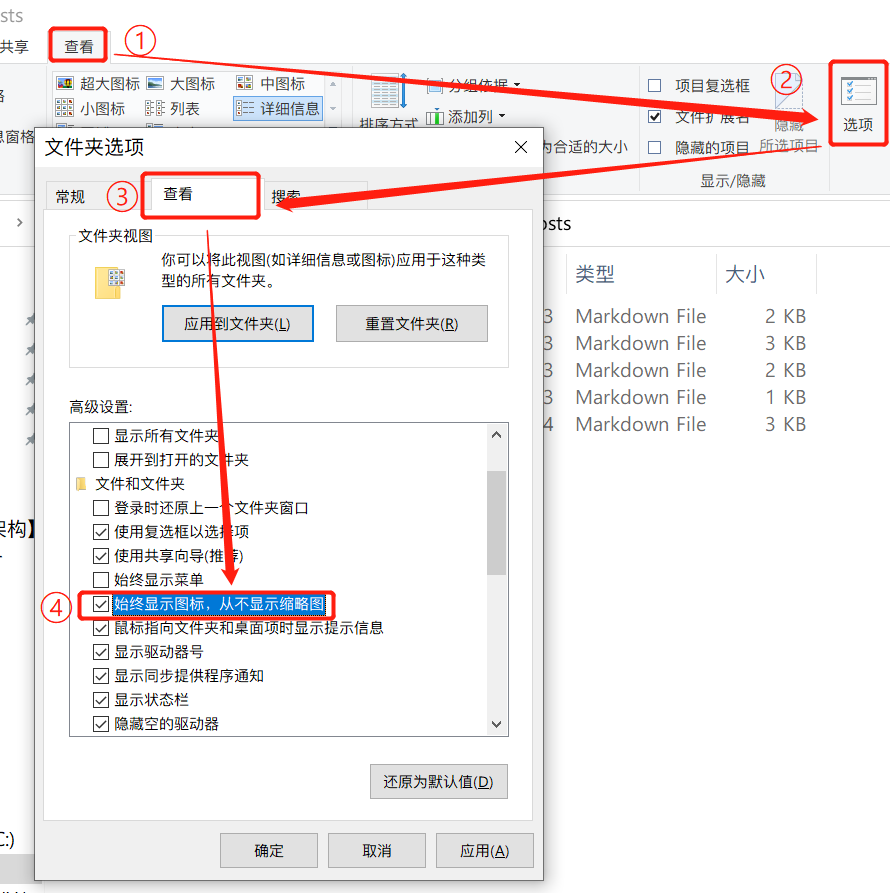 sts
共享
查看
①
超大图标
大图标
中图标
小图标
列表
详细信息
分组依据
添加列
排序方式
为合适的大小
项目复选框
文件扩展名
隐藏的项目
②
隐藏
所选项目
选项
显示/隐藏
息窗格
文件夹选项
常规
③
查看
搜索
文件夹视图
你可以将此视图(如详细信息或图标)应用于这种类
型的所有文件夹。
应用到文件夹(L)
重置文件夹(R)
高级设置:
显示所有文件夹
展开到打开的文件夹
文件和文件夹
登录时还原上一个文件夹窗口
使用复选框以选择项
使用共享向导(推荐)
始终显示菜单
④
始终显示图标，从不显示缩略图
鼠标指向文件夹和桌面项时显示提示信息
显示驱动器号
显示同步提供程序通知
显示状态栏
隐藏空的驱动器
还原为默认值(D)
确定
取消
应用(A)
osts
类型
大小
3 Markdown File 2 KB
3 Markdown File 3 KB
3 Markdown File 2 KB
3 Markdown File 1 KB
4 Markdown File 3 KB
架构】
C:)